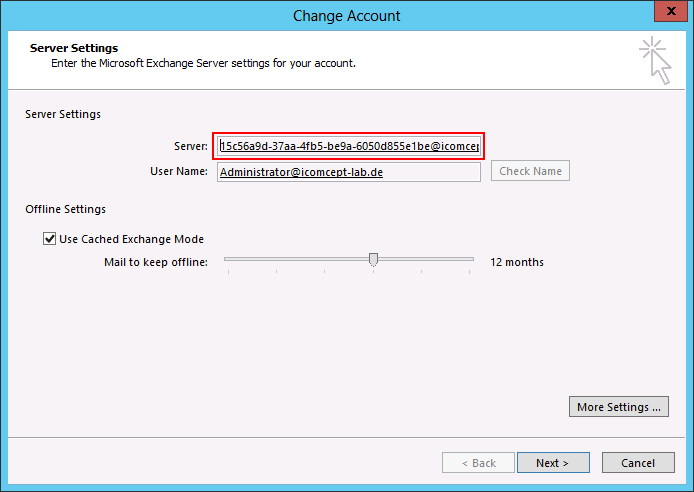 Change Account
x
Server Settings
Enter the Microsoft Exchange Server settings for your account.
Server Settings
Server: 15c56a9d-37aa-4fb5-be9a-6050d855e1be@icomcep
User Name: Administrator@icomcept-lab.de Check Name
Offline Settings
Use Cached Exchange Mode
Mail to keep offline: 12 months
More Settings ...
< Back Next > Cancel